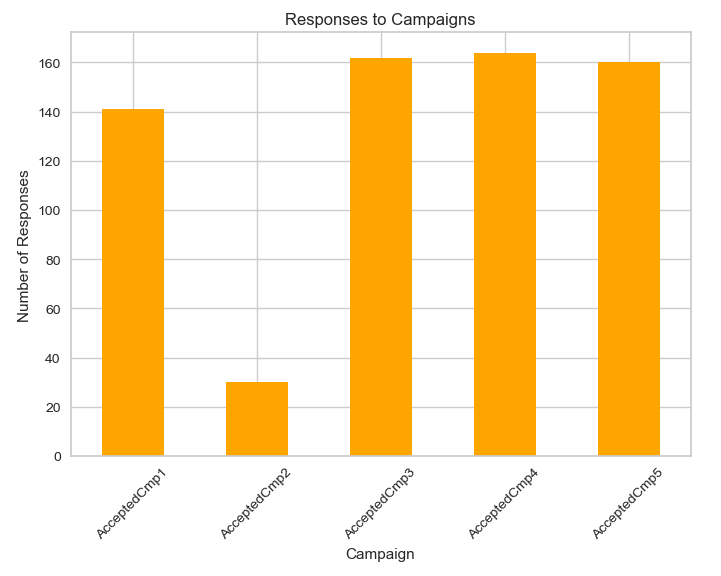 Responses to Campaigns
Number of Responses
160
140
120
100
80
60
40
20
0
AcceptedCmp1
AcceptedCmp2
AcceptedCmp3
AcceptedCmp4
AcceptedCmp5
Campaign